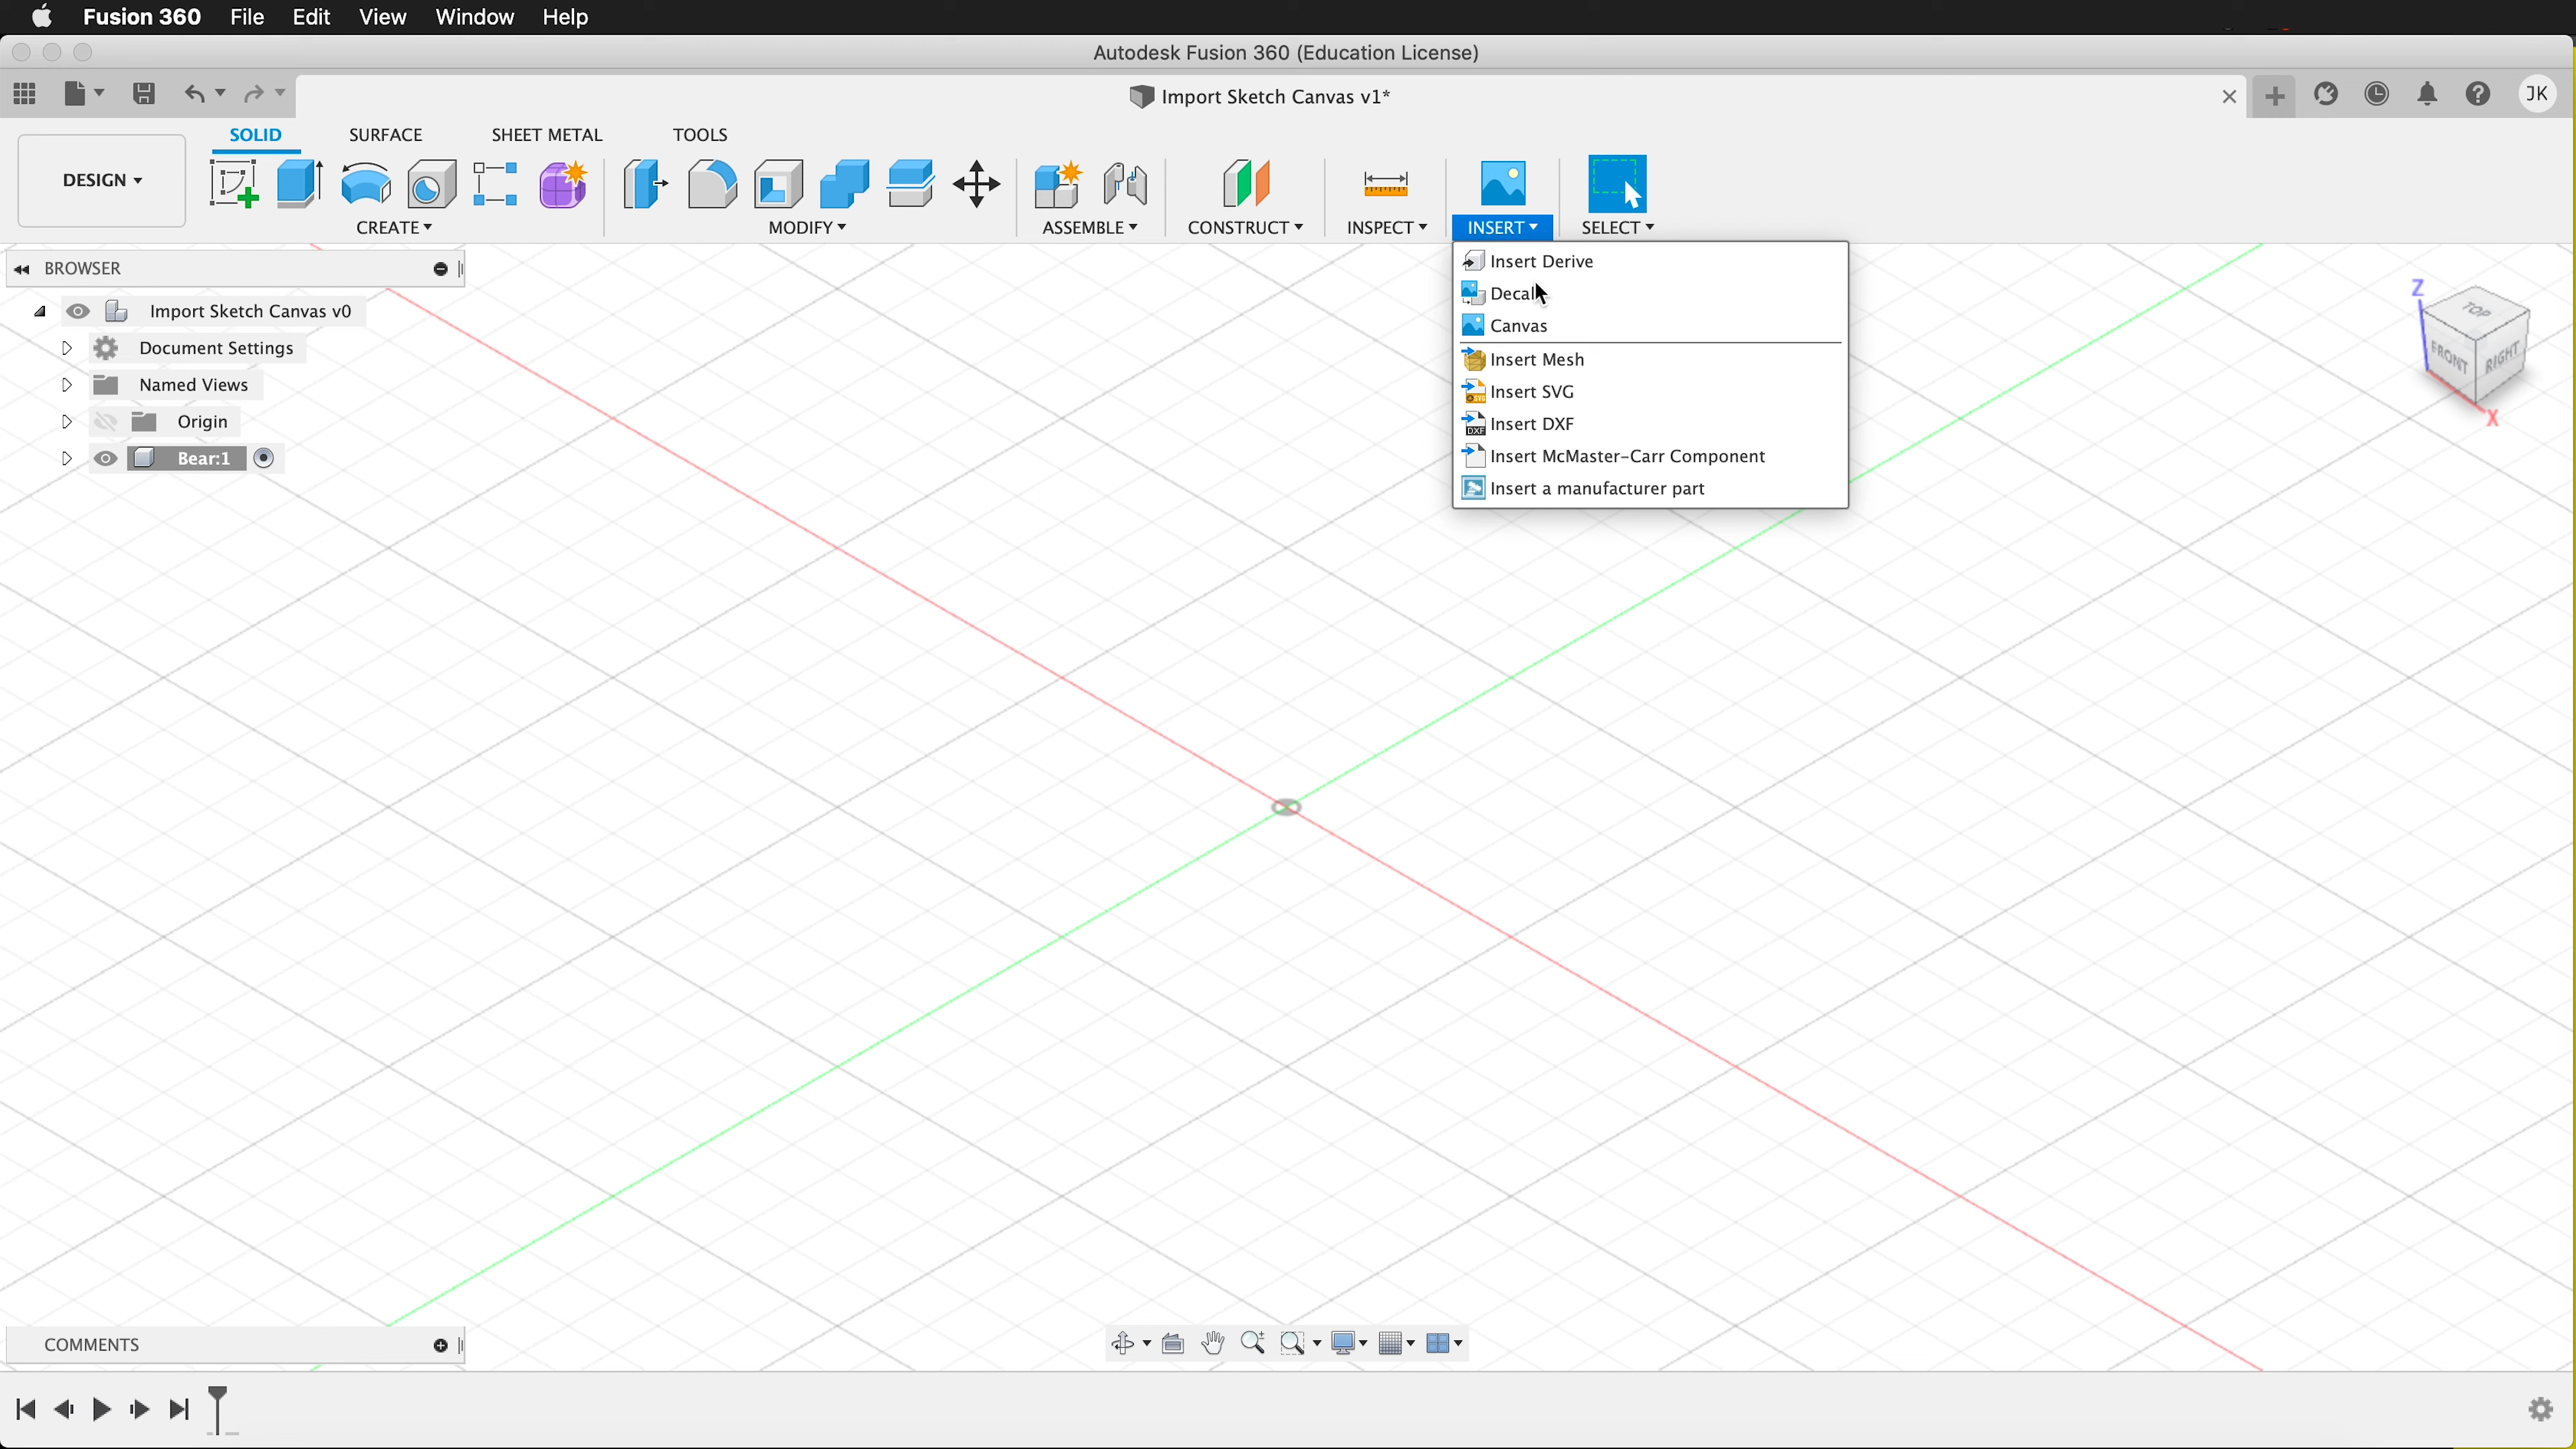 Fusion 360 File Edit View Window Help
Autodesk Fusion 360 (Education License)
Import Sketch Canvas v1*
JK
SOLID SURFACE SHEET METAL TOOLS
DESIGN
CREATE MODIFY ASSEMBLE CONSTRUCT INSPECT INSERT SELECT
BROWSER
Import Sketch Canvas v0
Document Settings
Named Views
Origin
Bear:1
Insert Derive
Decal
Canvas
Insert Mesh
SVG
Insert SVG
DXF
Insert DXF
Insert McMaster-Carr Component
Insert a manufacturer part
Z
TOP
FRONT RIGHT
X
COMMENTS